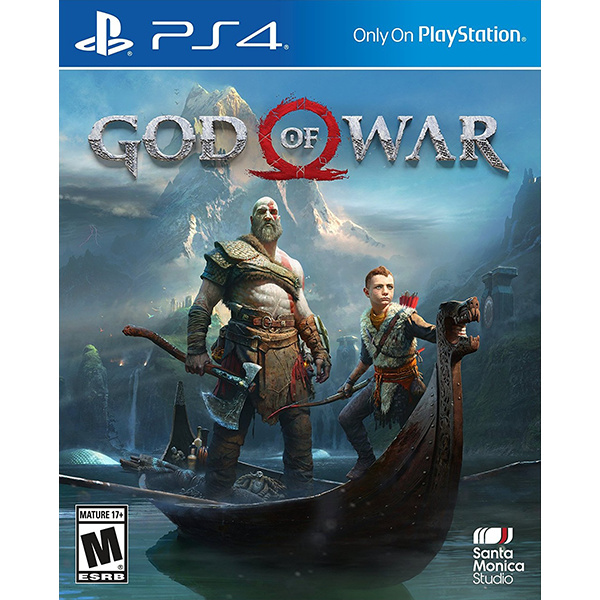 PS4
Only On PlayStation®
GOD OF WAR
MATURE 17+
M
ESRB
Santa
Monica
Studio